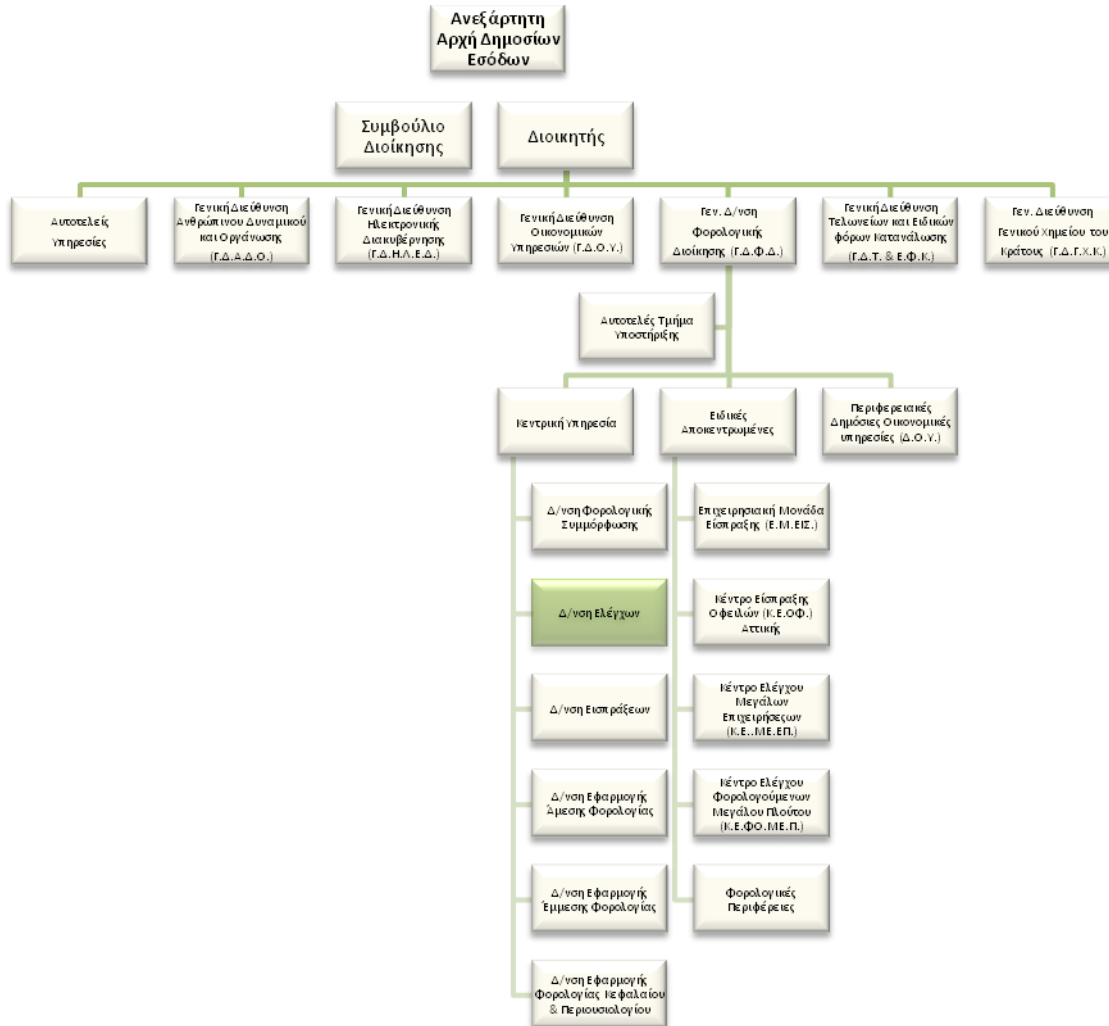 Ανεξάρτητη
Αρχή Δημοσίων
Εσόδων
Συμβούλιο
Διοίκησης
Διοικητής
Αυτοτελείς
Υπηρεσίες
Γενική Διεύθυνση
Ανθρώπινου Δυναμικού
και Οργάνωσης
(Γ.Δ.Α.Δ.Ο.)
Γενική Διεύθυνση
Ηλεκτρονικής
Διακυβέρνησης
(Γ.Δ.Η.Λ.Ε.Δ.)
Γενική Διεύθυνση
Οικονομικών
Υπηρεσιών (Γ.Δ.Ο.Υ.)
Γεν. Δ/νση
Φορολογικής
Διοίκησης (Γ.Δ.Φ.Δ.)
Γενική Διεύθυνση
Τελωνείων και Ειδικών
φόρων Κατανάλωσης
(Γ.Δ.Τ. & Ε.Φ.Κ.)
Γεν. Διεύθυνση
Γενικού Χημείου του
Κράτους (Γ.Δ.Γ.Χ.Κ.)
Αυτοτελές Τμήμα
Υποστήριξης
Κεντρική Υπηρεσία
Ειδικές
Αποκεντρωμένες
Περιφερειακές
Δημόσιες Οικονομικές
υπηρεσίες (Δ.Ο.Υ.)
Δ/νση Φορολογικής
Συμμόρφωσης
Δ/νση Ελέγχων
Δ/νση Εισπράξεων
Δ/νση Εφαρμογής
Άμεσης Φορολογίας
Δ/νση Εφαρμογής
Έμμεσης Φορολογίας
Δ/νση Εφαρμογής
Φορολογίας Κεφαλαίου
& Περιουσιολογίου
Επιχειρησιακή Μονάδα
Είσπραξης (Ε.Μ.ΕΙΣ.)
Κέντρο Είσπραξης
Οφειλών (Κ.Ε.ΟΦ.)
Αττικής
Κέντρο Ελέγχου
Μεγάλων
Επιχειρήσεςων
(Κ.Ε..ΜΕ.ΕΠ.)
Κέντρο Ελέγχου
Φορολογούμενων
Μεγάλου Πλούτου
(Κ.Ε.ΦΟ.ΜΕ.Π.)
Φορολογικές
Περιφέρειες